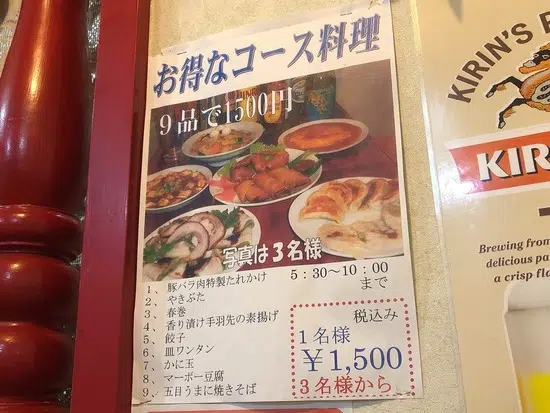 お得なコース料理
9品で1500円
写真は3名様
5:30～10:00
まで
1、豚バラ肉特製たれかけ
2、やきぶた
3、春巻
4、香り漬け手羽先の素揚げ
5、餃子
6、皿ワンタン
7、かに玉
8、マーボー豆腐
9、五目うまに焼きそば
税込み
1名様
￥1,500
3名様から
KIRIN'S
KIR
Brewing from
delicious
a crisp